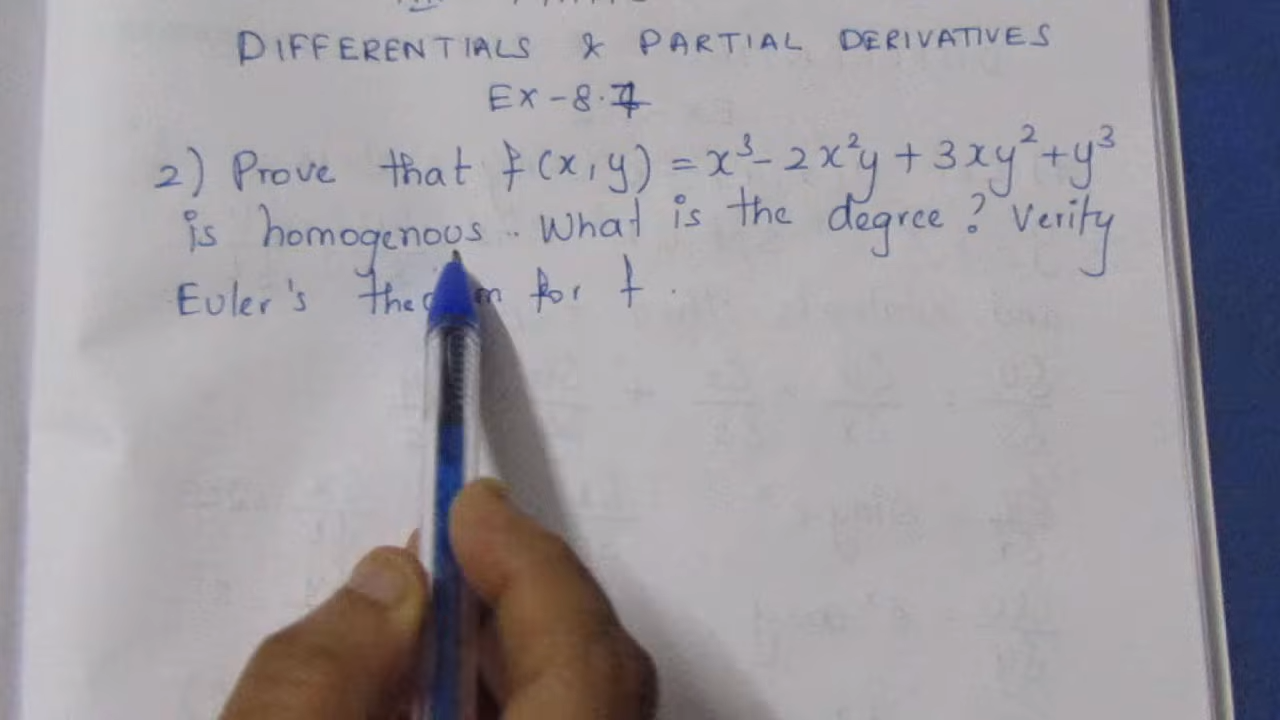 DIFFERENTIALS & PARTIAL DERIVATIVES
Ex-8.7
2) Prove that f(x,y) = x³-2x²y+3xy²+y³
is homogenous. What is the degree? Verify
Euler's for f.